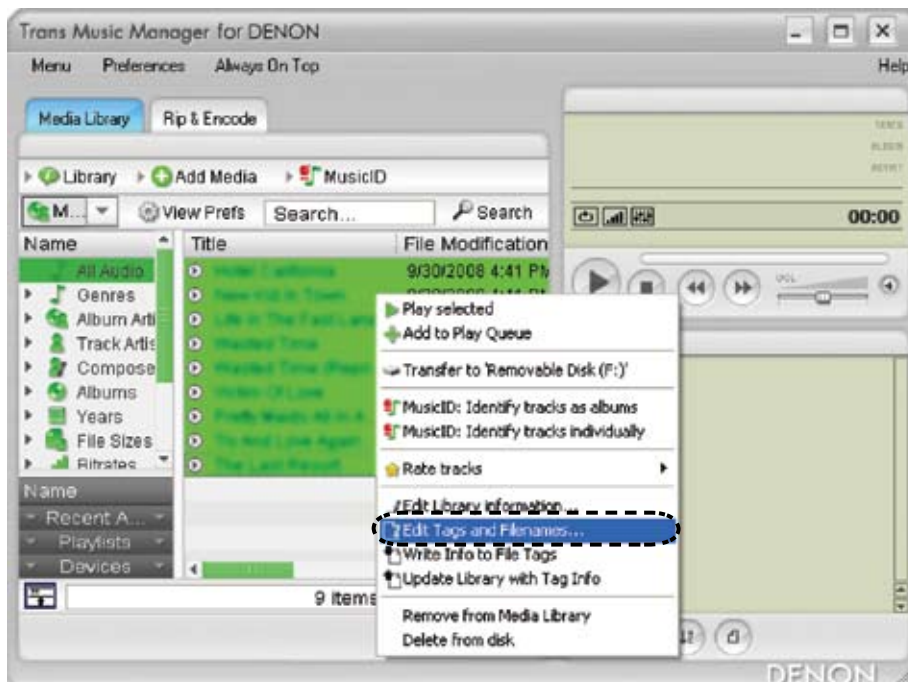 Trans Music Manager for DENON
Menu Preferences Always On Top Help
Media Library Rip & Encode
Library Add Media MusicID
M... View Prefs Search... Search
00:00
Name Title File Modification
All Audio 9/30/2008 4:41 PM
Genres
Album Arti
Track Artis
Compose
Albums
Years
File Sizes
Bitrates
VOL
Play selected
Add to Play Queue
Transfer to 'Removable Disk (F:)'
MusicID: Identify tracks as albums
MusicID: Identify tracks individually
Rate tracks
Edit Library Information...
Edit Tags and Filenames...
Write Info to File Tags
Update Library with Tag Info
Remove from Media Library
Delete from disk
Name
Recent A...
Playlists
Devices
9 items
DENON